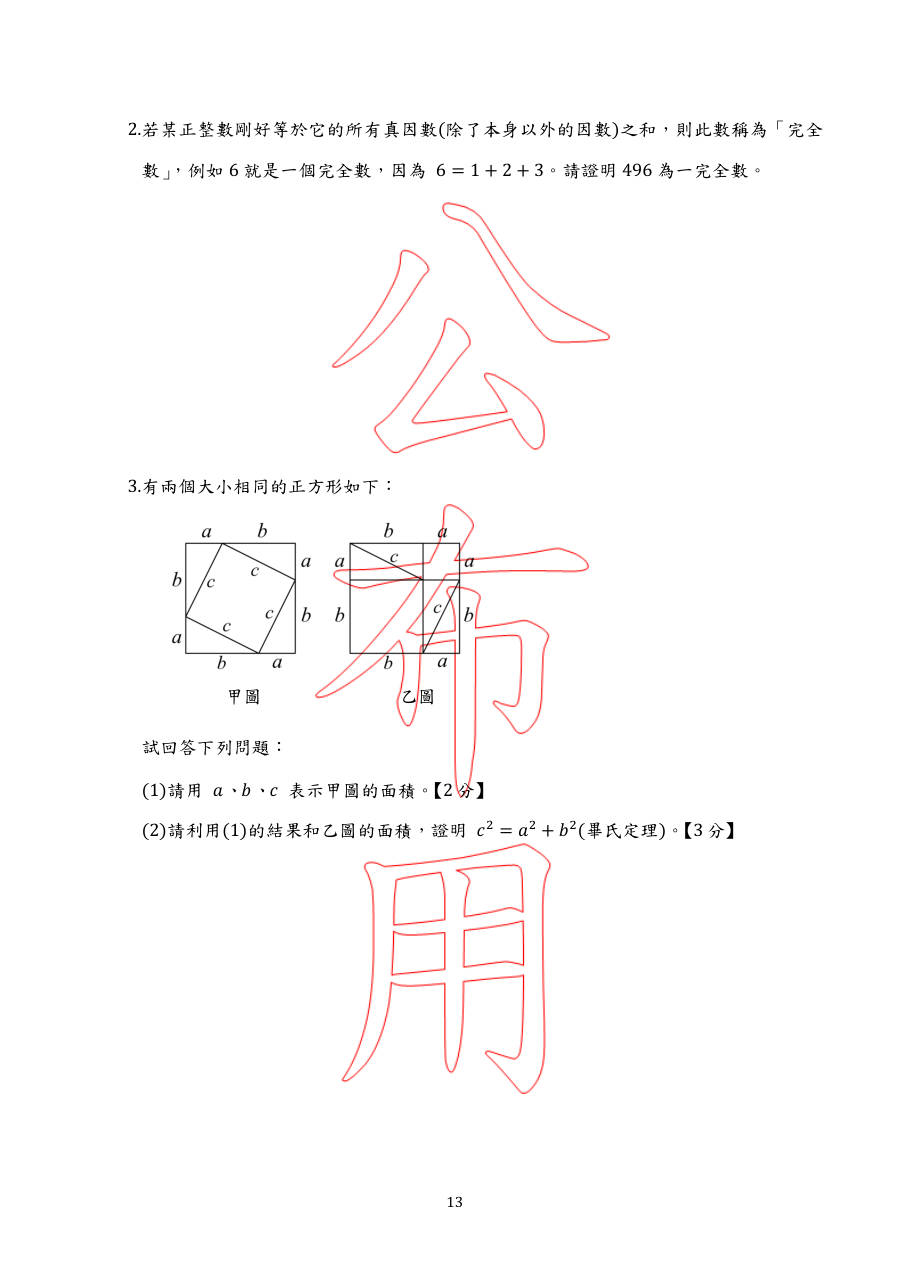 2.若某正整數剛好等於它的所有真因數(除了本身以外的因數)之和，則此數稱為「完全
數」，例如 6 就是一個完全數，因為 6 = 1 + 2 + 3。請證明 496 為一完全數。
公
3.有兩個大小相同的正方形如下：
a b b a
b c c a a c a
a c c b b c b
b a b a
甲圖 乙圖
布
試回答下列問題：
(1)請用 a、b、c 表示甲圖的面積。【2 分】
(2)請利用(1)的結果和乙圖的面積，證明 c² = a² + b²(畢氏定理)。【3 分】
用
13